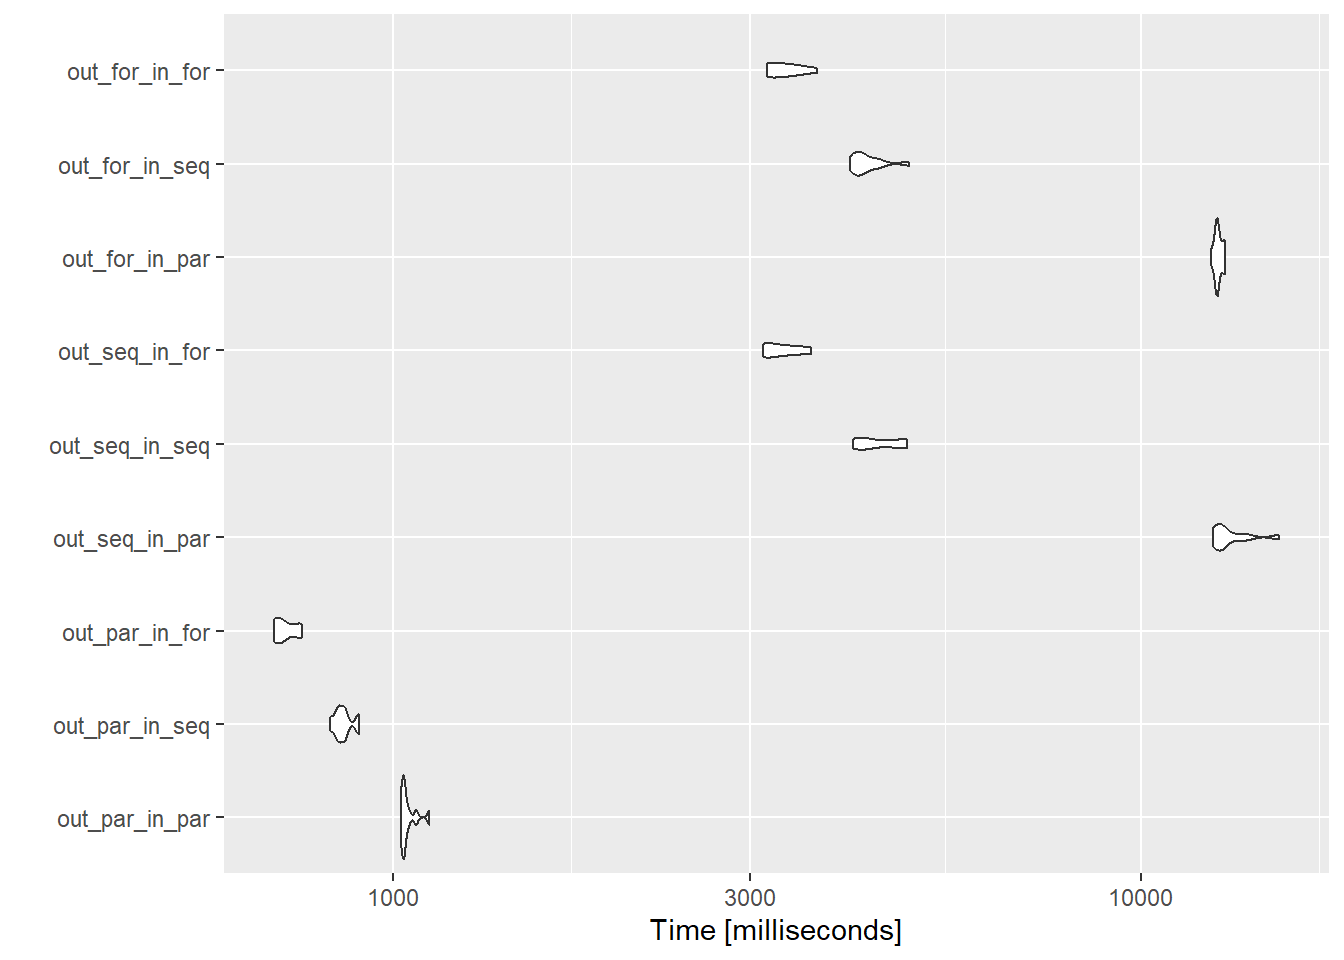 out_for_in_for
out_for_in_seq
out_for_in_par
out_seq_in_for
out_seq_in_seq
out_seq_in_par
out_par_in_for
out_par_in_seq
out_par_in_par
1000 3000 10000
Time [milliseconds]